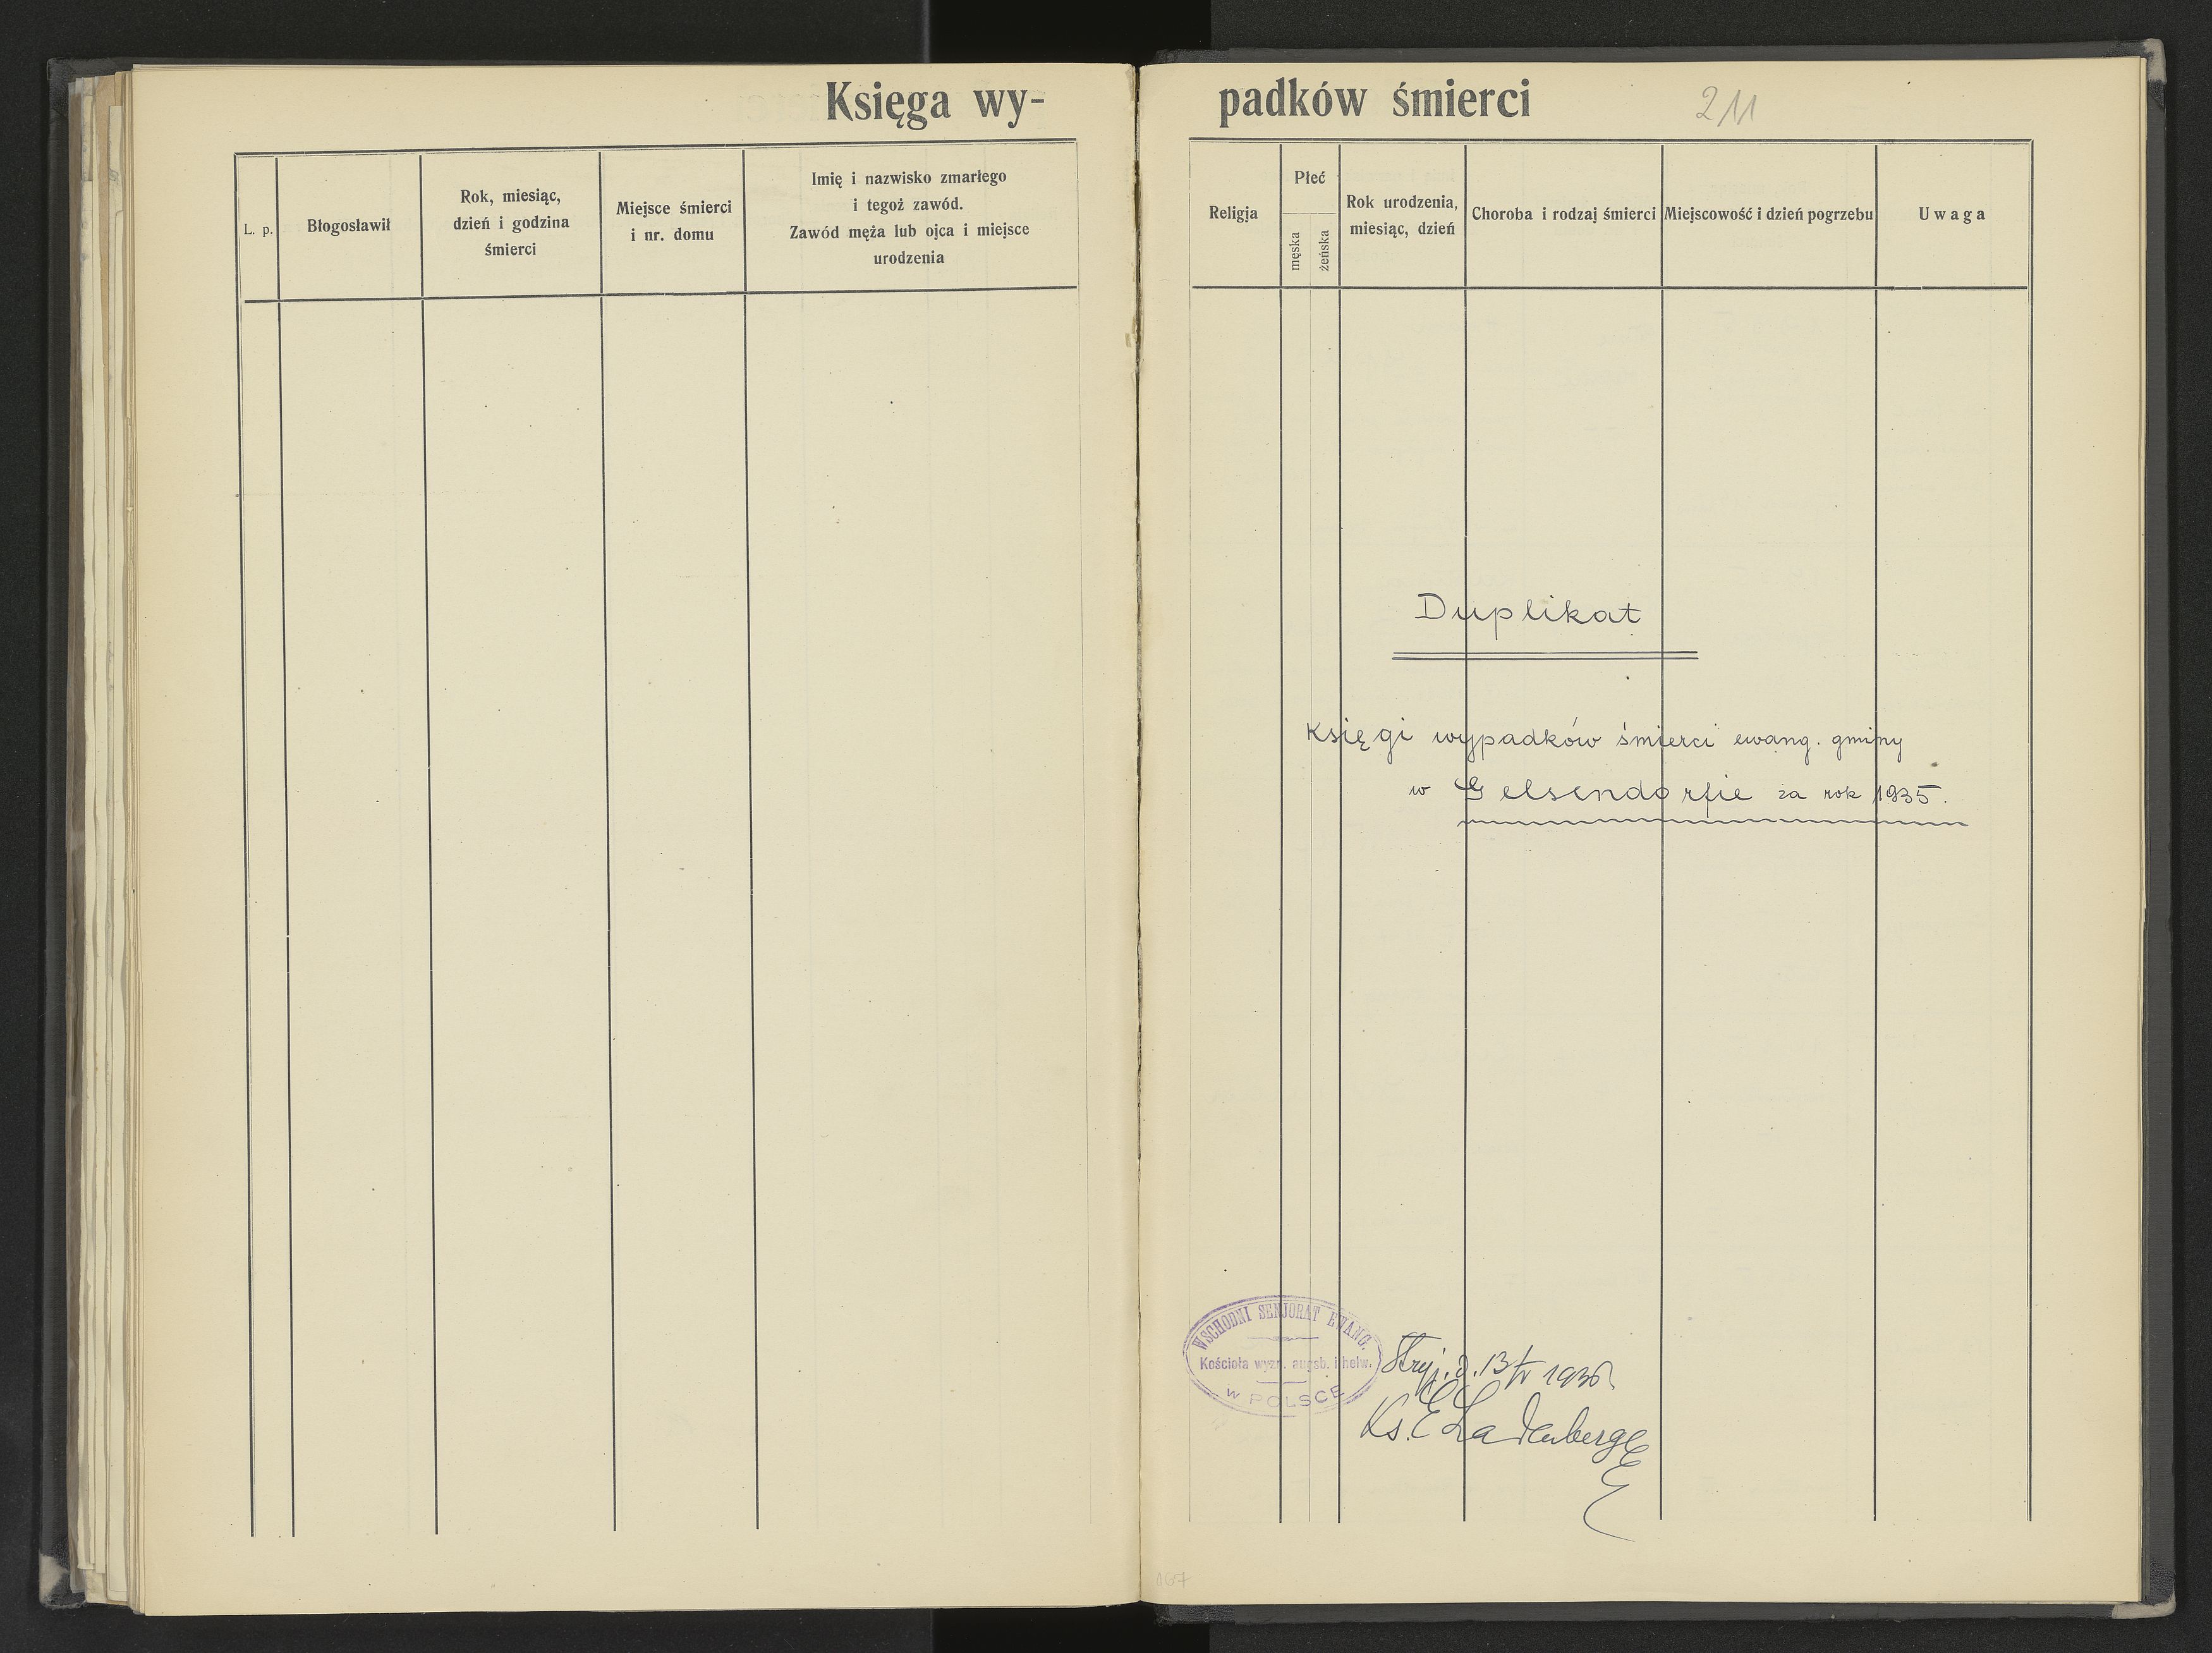 Księga wy-
L. p.
Błogosławił
Rok, miesiąc,
dzień i godzina
śmierci
Miejsce śmierci
i nr. domu
Imię i nazwisko zmarłego
i tegoż zawód.
Zawód męża lub ojca i miejsce
urodzenia
padków śmierci
211
Religja
Płeć
męska
żeńska
Rok urodzenia,
miesiąc, dzień
Choroba i rodzaj śmierci
Miejscowość i dzień pogrzebu
Uwaga
Duplikat
Księgi wypadków śmierci ewang. gminy
w Gelsendorfie za rok 1935.
WSCHODNI SENJORAT EWANG.
Kościoła wyzn. augsb. i helw.
w POLSCE
Stryj, d. 13/ 1936
Ks. E Ladenberge
167